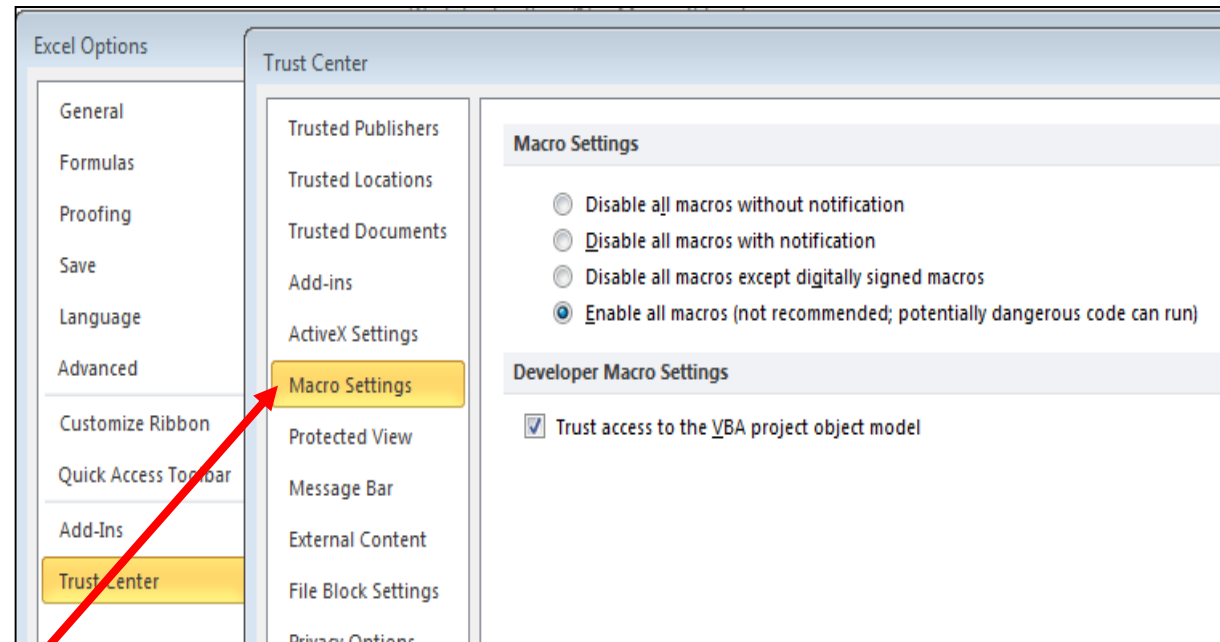 Excel Options
General
Formulas
Proofing
Save
Language
Advanced
Customize Ribbon
Quick Access Toolbar
Add-Ins
Trust Center
Trust Center
Trusted Publishers
Trusted Locations
Trusted Documents
Add-ins
ActiveX Settings
Macro Settings
Protected View
Message Bar
External Content
File Block Settings
Privacy Options
Macro Settings
Disable all macros without notification
Disable all macros with notification
Disable all macros except digitally signed macros
Enable all macros (not recommended; potentially dangerous code can run)
Developer Macro Settings
Trust access to the VBA project object model